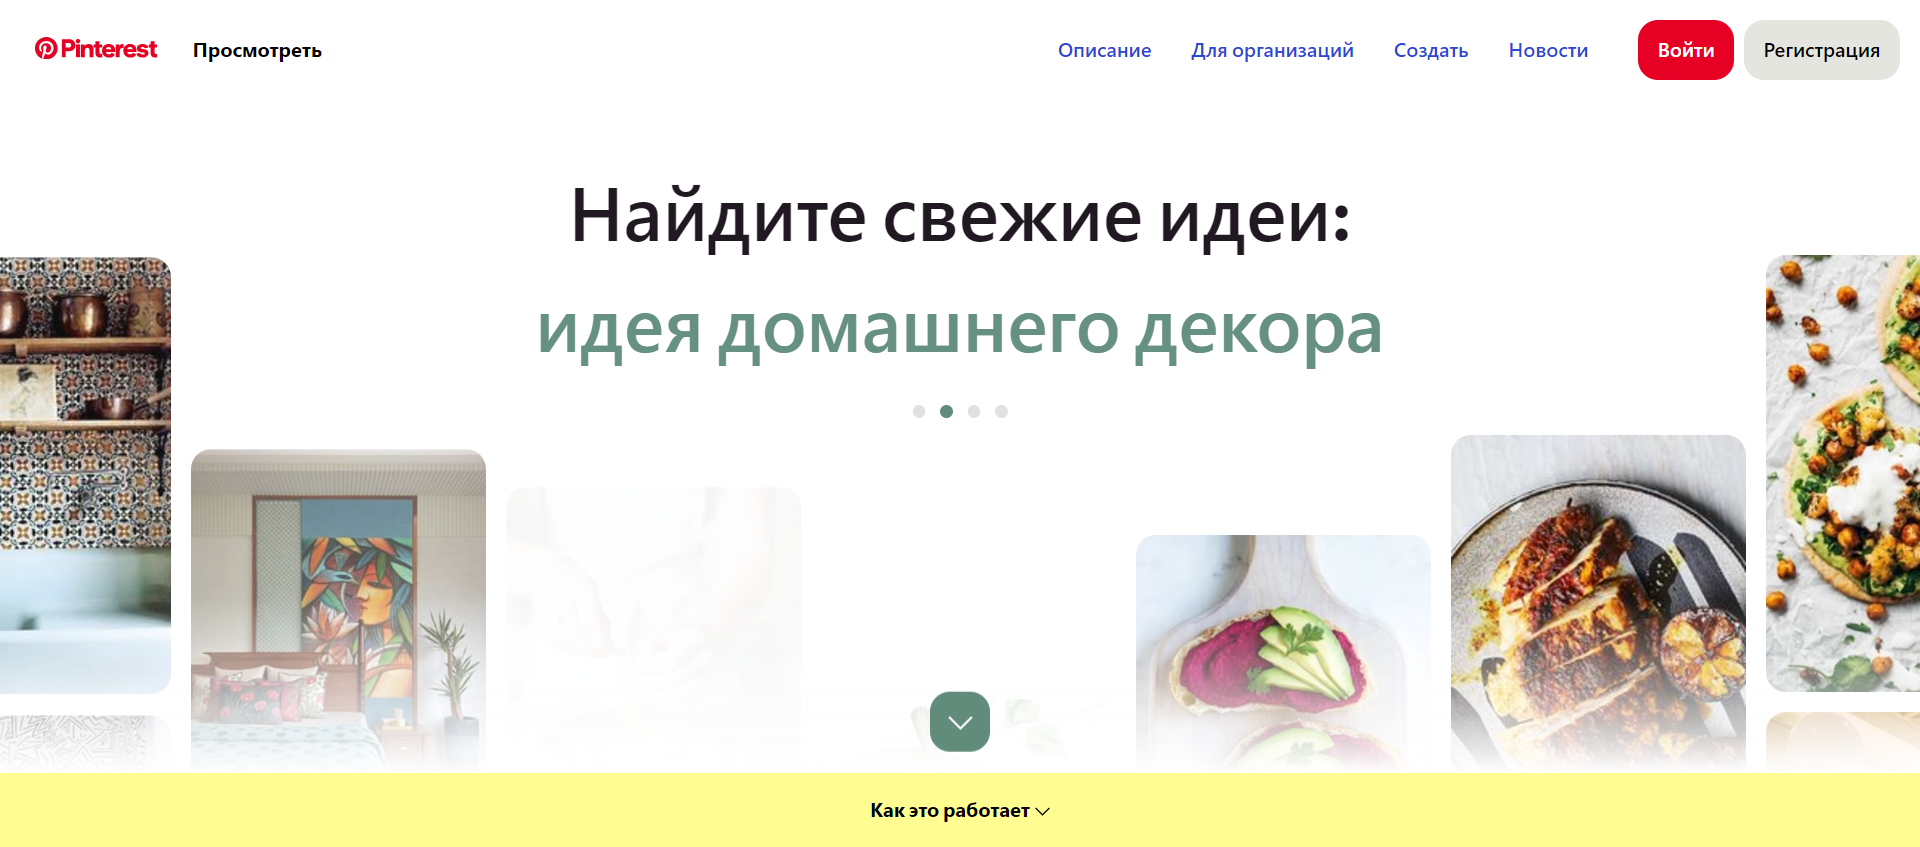 Pinterest
Просмотреть
Описание
Для организаций
Создать
Новости
Войти
Регистрация
Найдите свежие идеи:
идея домашнего декора
Как это работает